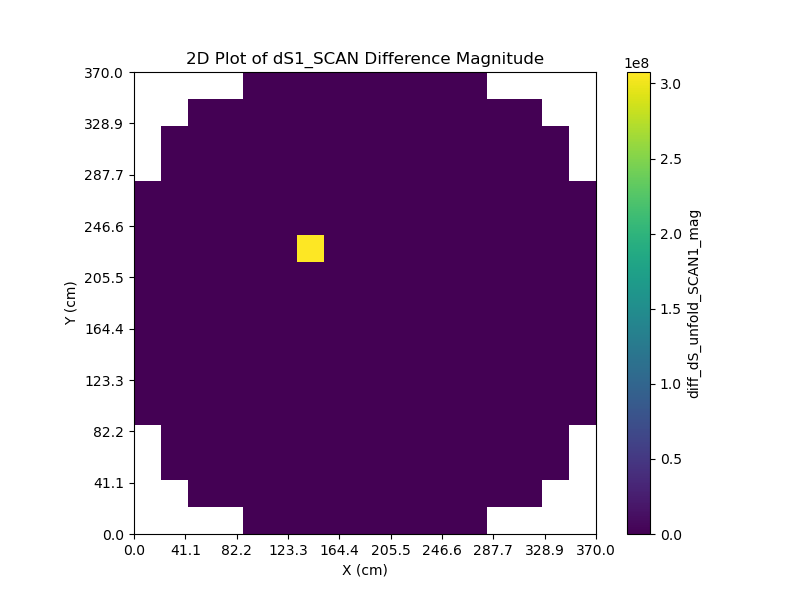 2D Plot of dS1_SCAN Difference Magnitude
1e8
370.0
328.9
287.7
246.6
205.5
164.4
123.3
82.2
41.1
0.0
Y (cm)
0.0 41.1 82.2 123.3 164.4 205.5 246.6 287.7 328.9 370.0
X (cm)
3.0
2.5
2.0
1.5
1.0
0.5
0.0
diff_dS_unfold_SCAN1_mag